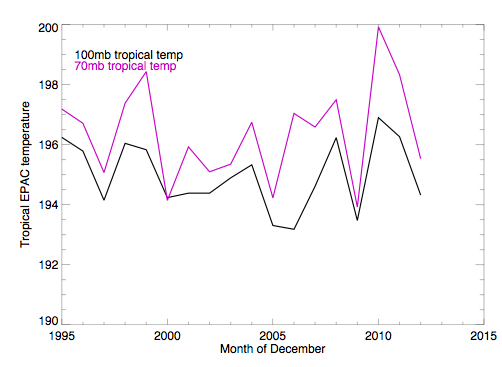 200
100mb tropical temp
70mb tropical temp
198
196
194
192
190
Tropical EPAC temperature
1995
2000
2005
2010
2015
Month of December